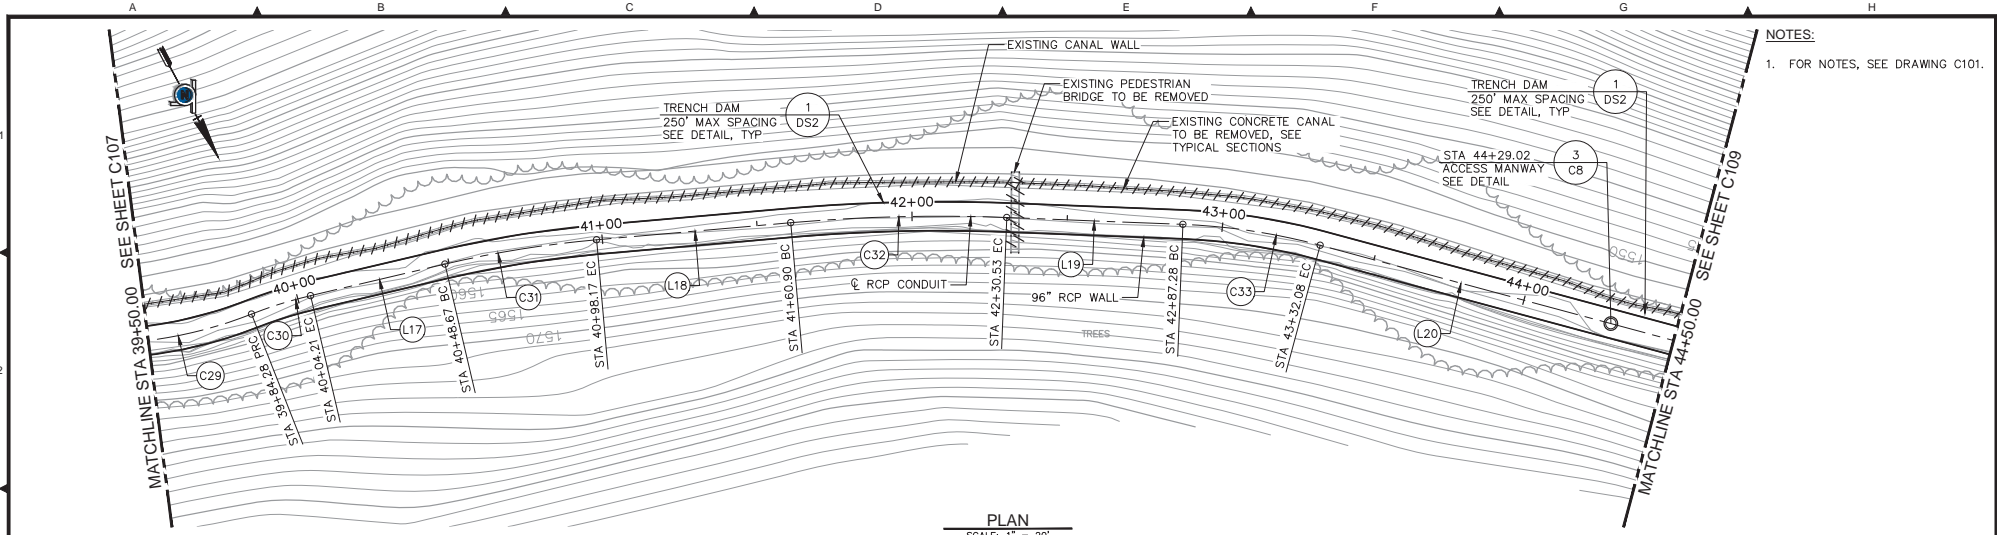 A B C D E F G H
NOTES:
1. FOR NOTES, SEE DRAWING C101.
EXISTING CANAL WALL
EXISTING PEDESTRIAN
BRIDGE TO BE REMOVED
TRENCH DAM
250' MAX SPACING
SEE DETAIL, TYP
1
DS2
EXISTING CONCRETE CANAL
TO BE REMOVED, SEE
TYPICAL SECTIONS
TRENCH DAM
250' MAX SPACING
SEE DETAIL, TYP
1
DS2
STA 44+29.02
ACCESS MANWAY
SEE DETAIL
3
C8
1
2
SEE SHEET C107
MATCHLINE STA 39+50.00
SEE SHEET C109
MATCHLINE STA 44+50.00
40+00
41+00
42+00
43+00
44+00
C29
C30
L17
C31
L18
C32
L19
C33
L20
STA 39+84.28 PRC
STA 40+04.21 EC
STA 40+48.67 BC
STA 40+98.17 EC
STA 41+60.90 BC
STA 42+30.53 EC
STA 42+87.28 BC
STA 43+32.08 EC
℄ RCP CONDUIT
96" RCP WALL
TREES
1565
1570
1550
PLAN
SCALE: 1" = 20'